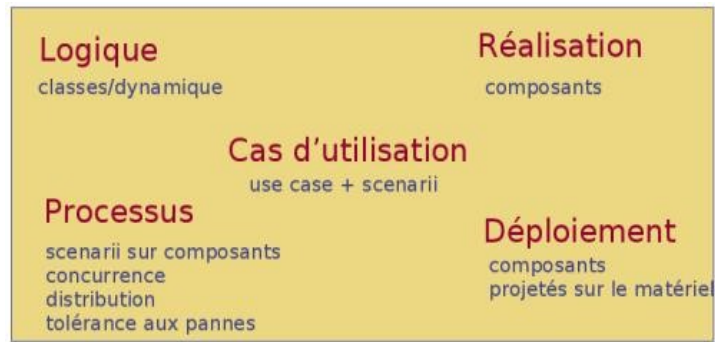 Logique
classes/dynamique
Réalisation
composants
Cas d'utilisation
use case + scenarii
Processus
scenarii sur composants
concurrence
distribution
tolérance aux pannes
Déploiement
composants
projetés sur le matériel